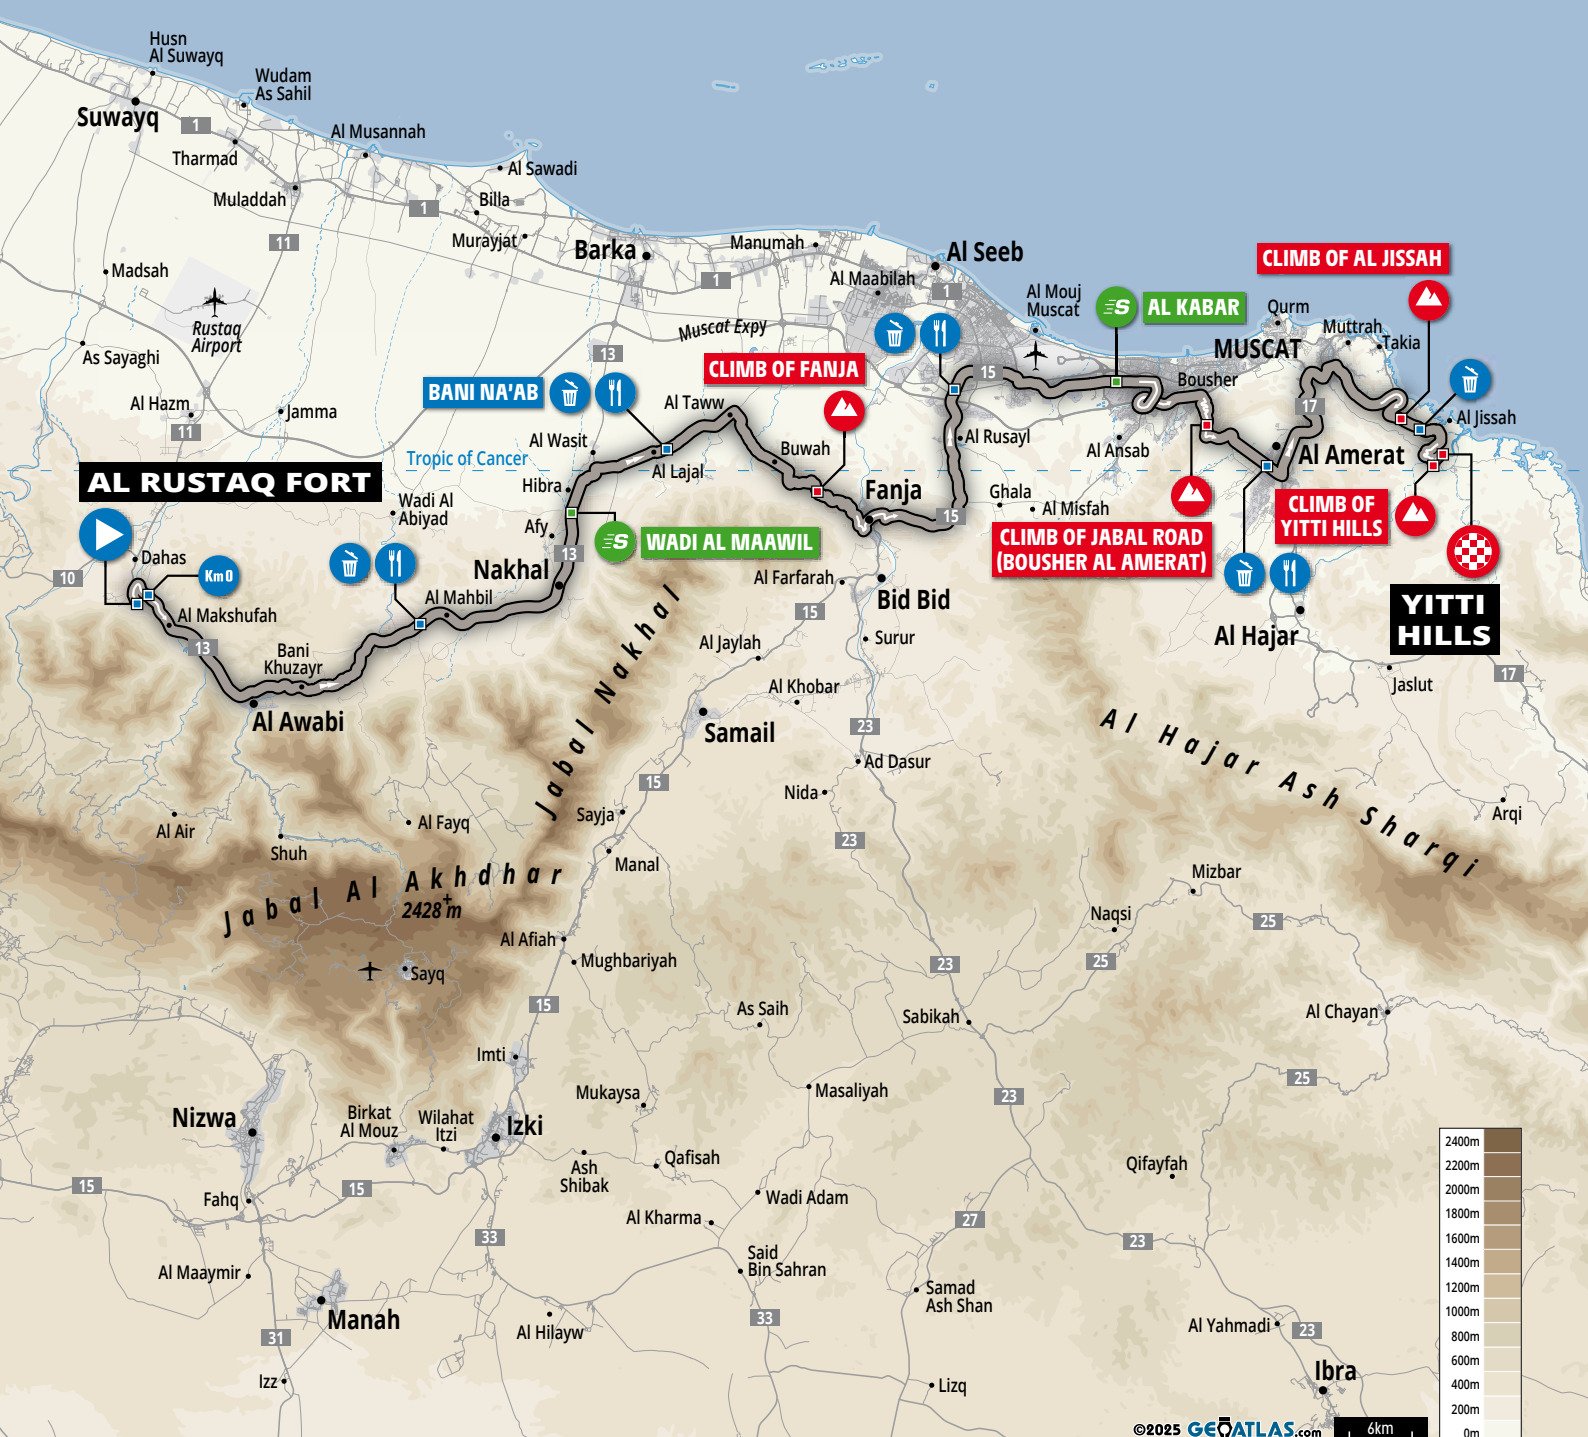 Husn
Al Suwayq
Wudam
As Sahil
Suwayq
1
Tharmad
Al Musannah
Al Sawadi
Muladdah
Billa
1
11
Murayjat
Barka
Manumah
Al Seeb
CLIMB OF AL JISSAH
Madsah
1
Al Maabilah
1
Al Mouj
Muscat
AL KABAR
Qurm
Rustaq
Airport
Muscat Expy
Muttrah
Takia
MUSCAT
As Sayaghi
13
CLIMB OF FANJA
15
Bousher
BANI NA'AB
Al Hazm
Jamma
Al Taww
17
Al Jissah
11
Al Wasit
Buwah
Al Rusayl
Al Ansab
Al Amerat
Tropic of Cancer
Al Lajal
AL RUSTAQ FORT
Hibra
Fanja
Ghala
Al Misfah
Wadi Al
Abiyad
Afy
15
CLIMB OF
YITTI HILLS
WADI AL MAAWIL
CLIMB OF JABAL ROAD
(BOUSHER AL AMERAT)
Dahas
13
Nakhal
10
Km0
Al Farfarah
Bid Bid
YITTI
HILLS
Al Makshufah
Al Mahbil
15
13
Al Jaylah
Surur
Al Hajar
Bani
Khuzayr
Jabal Nakhal
Al Khobar
17
Jaslut
Al Awabi
Samail
23
Al Hajar Ash Sharqi
15
Ad Dasur
Nida
Al Air
Al Fayq
Sayja
Arqi
Shuh
23
Manal
Mizbar
Jabal Al Akhdhar
2428 m
Naqsi
25
Al Afiah
Mughbariyah
23
25
Sayq
15
As Saih
Sabikah
Al Chayan
Imti
Mukaysa
Masaliyah
25
23
Nizwa
Birkat
Al Mouz
Wilahat
Itzi
Izki
Ash
Shibak
Qafisah
Qifayfah
15
15
Fahq
Wadi Adam
Al Kharma
27
33
23
Said
Bin Sahran
Al Maaymir
Samad
Ash Shan
Manah
33
Al Hilayw
Al Yahmadi
23
31
Izz
Lizq
Ibra
2400m
2200m
2000m
1800m
1600m
1400m
1200m
1000m
800m
600m
400m
200m
0m
©2025 GEOATLAS.com
6km